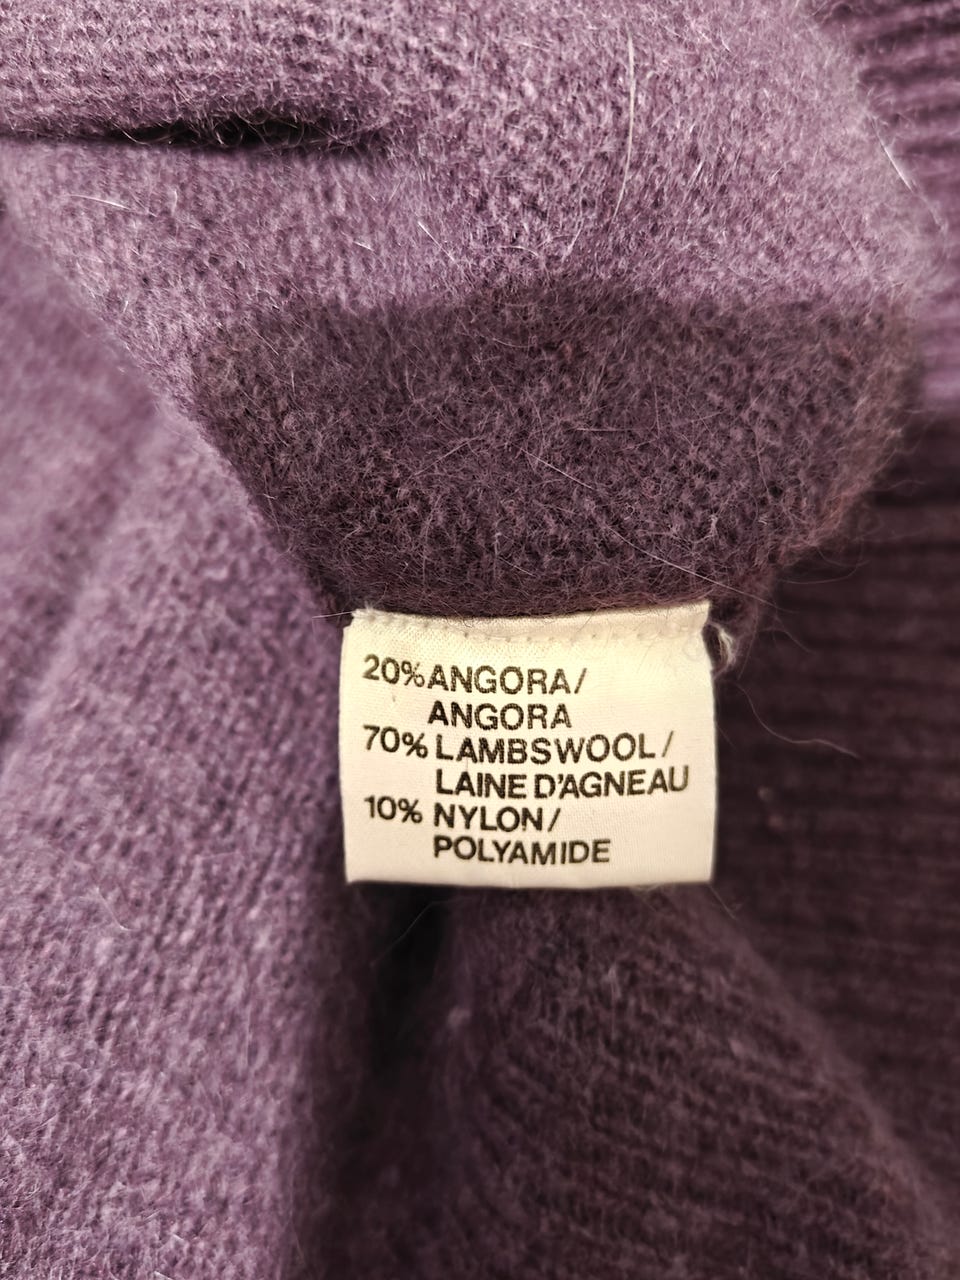 20% ANGORA/
ANGORA
70% LAMBSWOOL/
LAINE D'AGNEAU
10% NYLON/
POLYAMIDE